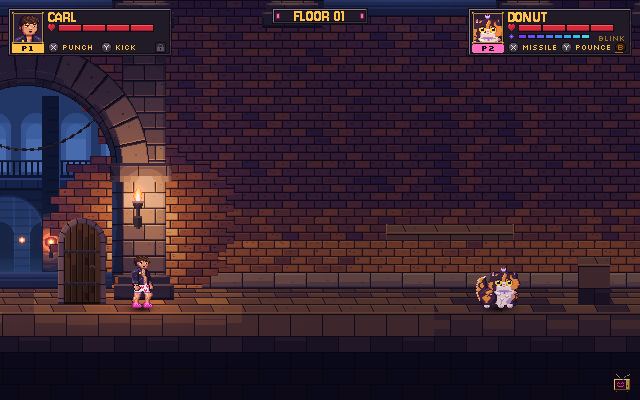 CARL
P1
X PUNCH Y KICK
FLOOR 01
DONUT
BLINK
P2
X MISSILE Y POUNCE B